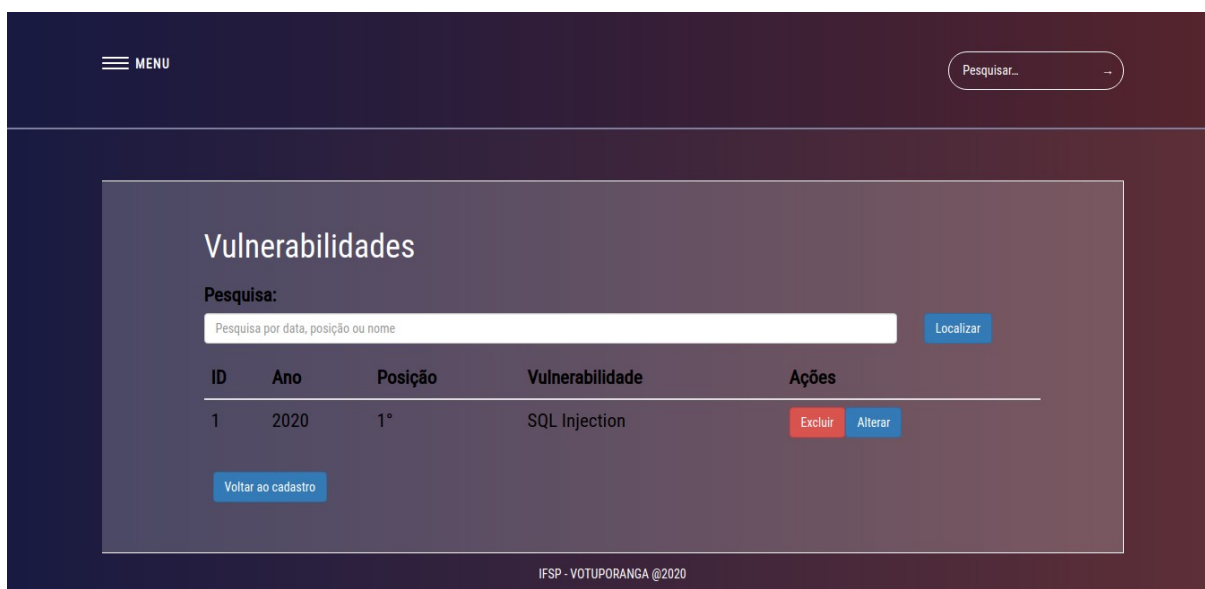 MENU
Pesquisar... →
Vulnerabilidades
Pesquisa:
Pesquisa por data, posição ou nome
Localizar
ID Ano Posição Vulnerabilidade Ações
1 2020 1° SQL Injection Excluir Alterar
Voltar ao cadastro
IFSP - VOTUPORANGA @2020